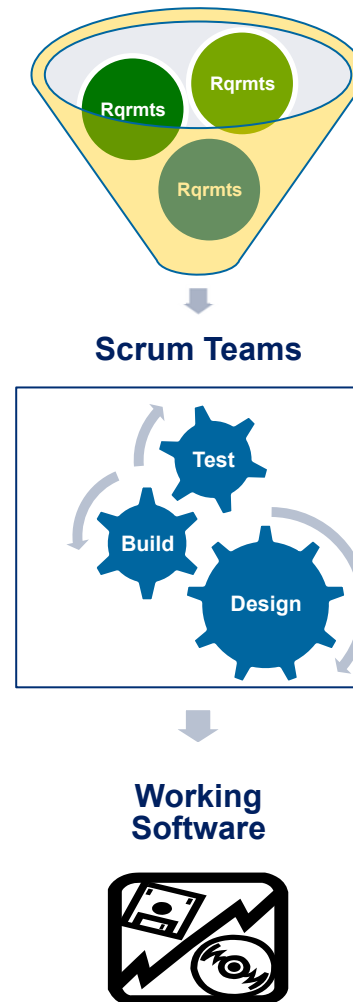 Rqrmts
Rqrmts
Rqrmts
Scrum Teams
Test
Build
Design
Working
Software